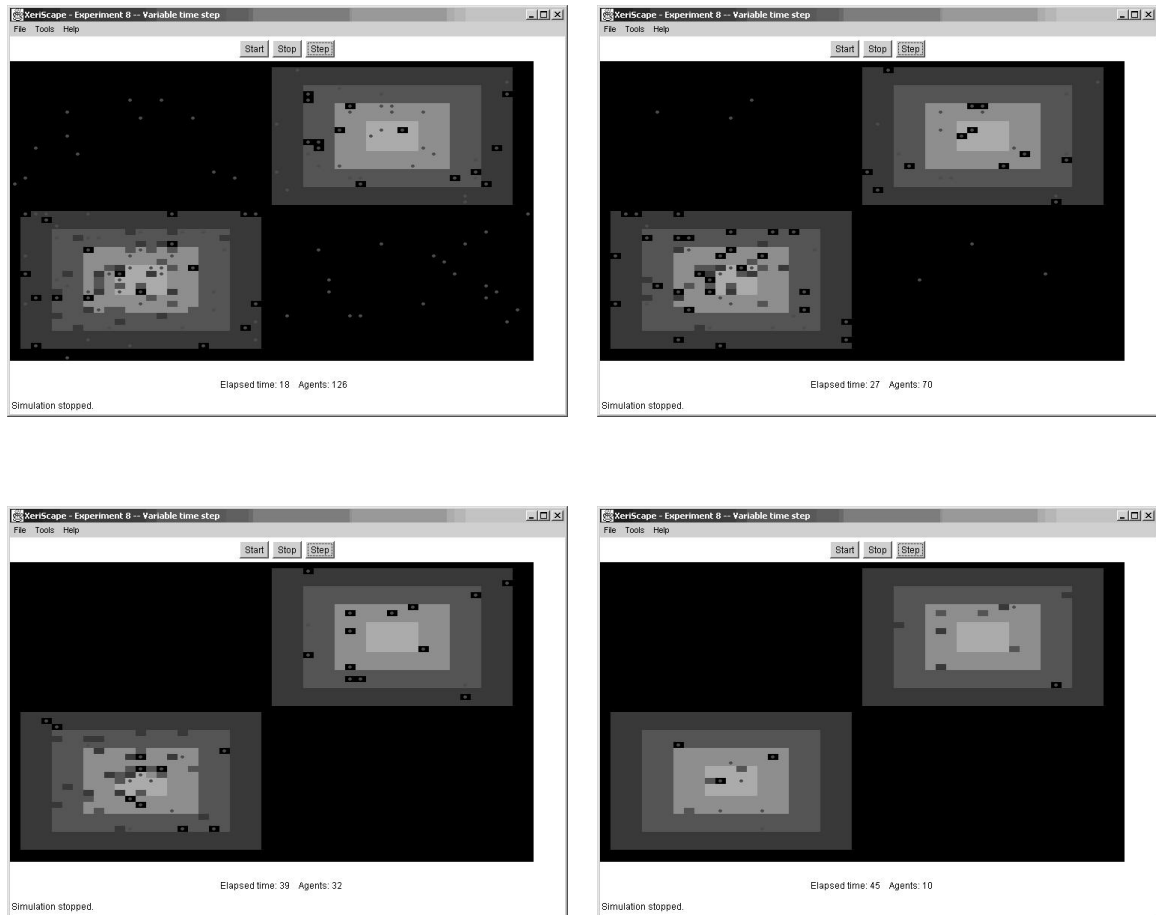 XeriScape - Experiment 8 -- Variable time step
File Tools Help
Start Stop Step
Elapsed time: 18 Agents: 126
Simulation stopped.
XeriScape - Experiment 8 -- Variable time step
File Tools Help
Start Stop Step
Elapsed time: 27 Agents: 70
Simulation stopped.
XeriScape - Experiment 8 -- Variable time step
File Tools Help
Start Stop Step
Elapsed time: 39 Agents: 32
Simulation stopped.
XeriScape - Experiment 8 -- Variable time step
File Tools Help
Start Stop Step
Elapsed time: 45 Agents: 10
Simulation stopped.